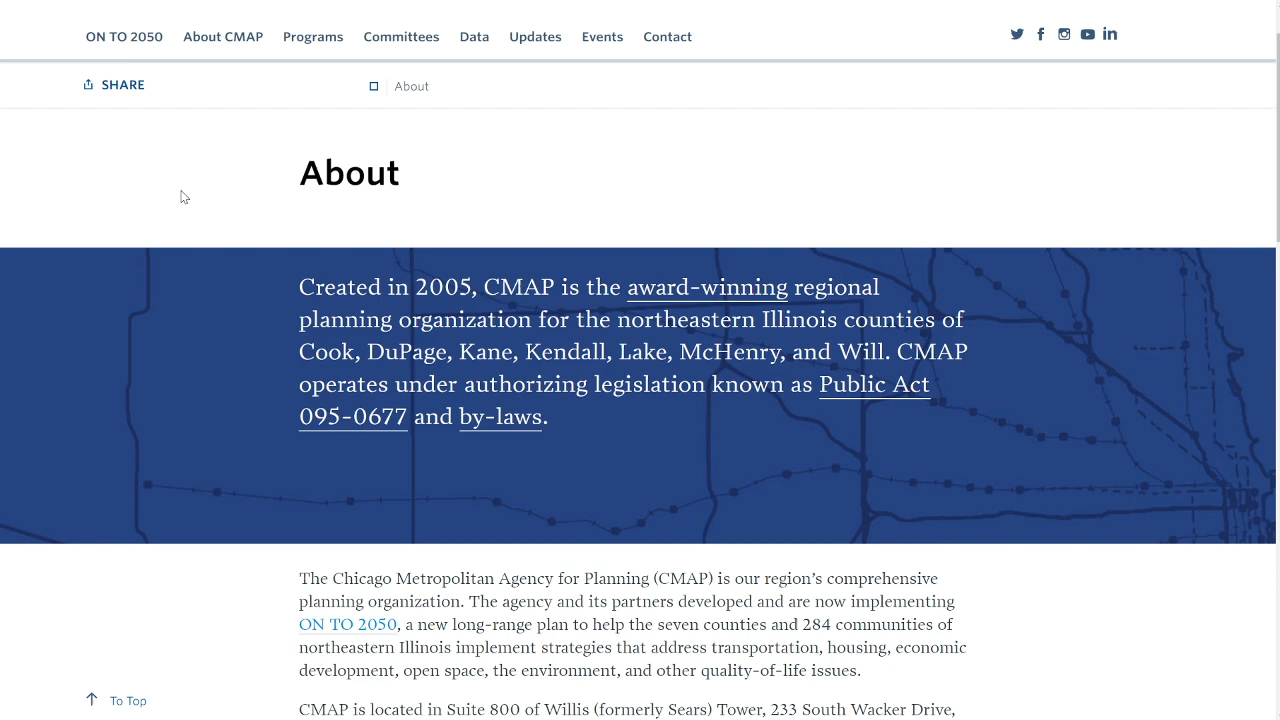 ON TO 2050 About CMAP Programs Committees Data Updates Events Contact
SHARE
About
About
Created in 2005, CMAP is the award-winning regional
planning organization for the northeastern Illinois counties of
Cook, DuPage, Kane, Kendall, Lake, McHenry, and Will. CMAP
operates under authorizing legislation known as Public Act
095-0677 and by-laws.
The Chicago Metropolitan Agency for Planning (CMAP) is our region’s comprehensive
planning organization. The agency and its partners developed and are now implementing
ON TO 2050, a new long-range plan to help the seven counties and 284 communities of
northeastern Illinois implement strategies that address transportation, housing, economic
development, open space, the environment, and other quality-of-life issues.
To Top
CMAP is located in Suite 800 of Willis (formerly Sears) Tower, 233 South Wacker Drive,